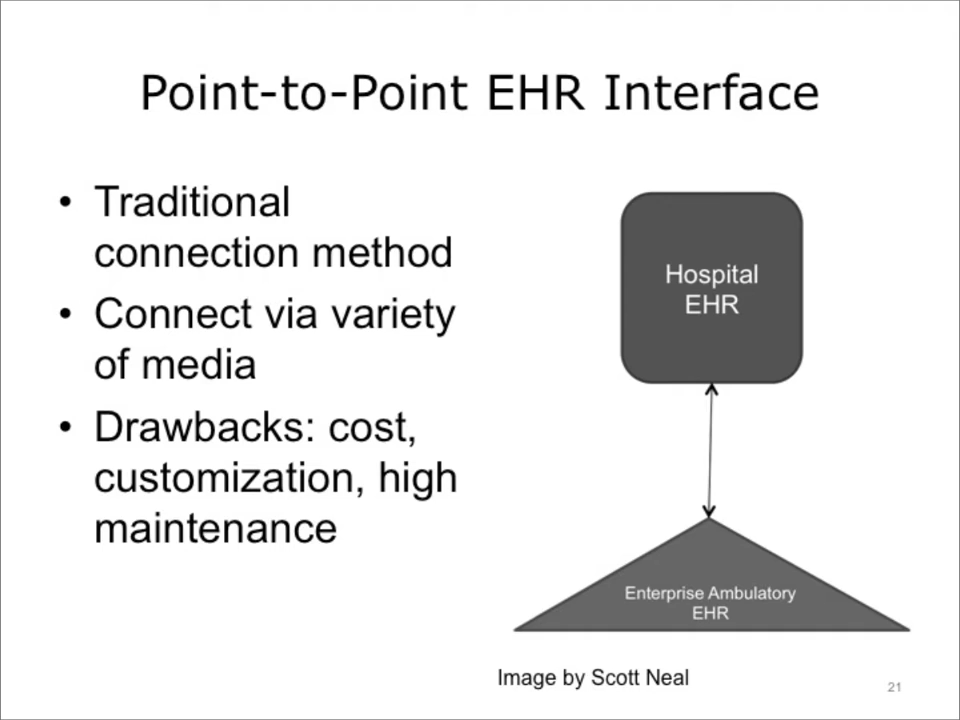 Point-to-Point EHR Interface
• Traditional
connection method
• Connect via variety
of media
• Drawbacks: cost,
customization, high
maintenance
Hospital
EHR
Enterprise Ambulatory
EHR
Image by Scott Neal
21